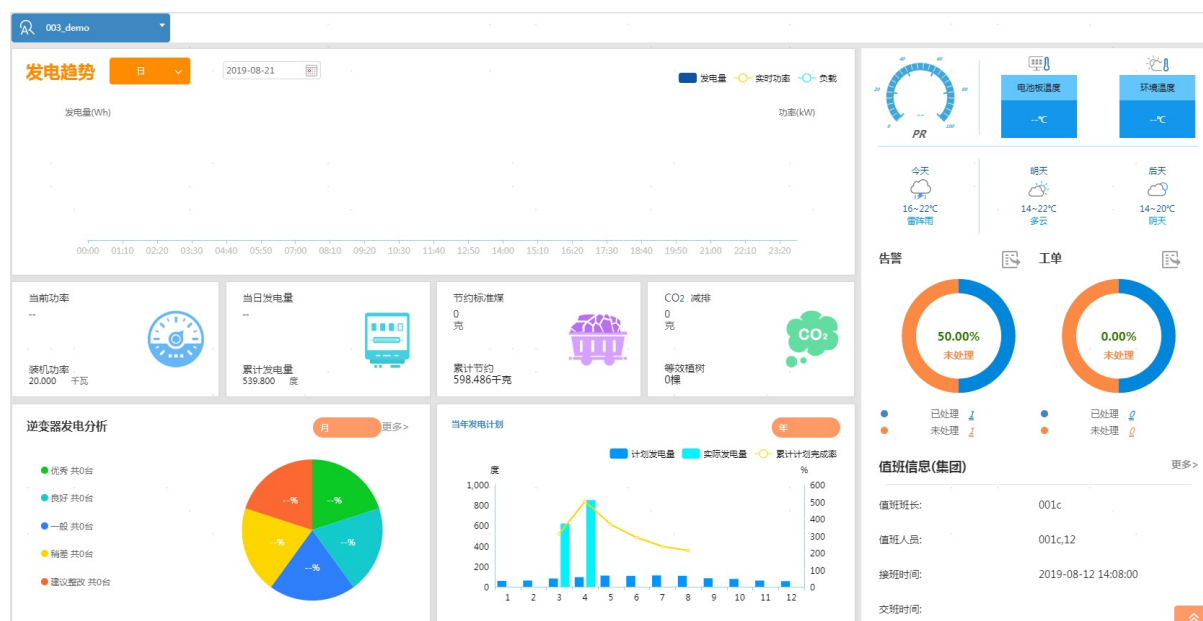 003_demo
发电趋势
日
2019-08-21
发电量
实时功率
负载
发电量(Wh)
功率(kW)
00:00 01:10 02:20 03:30 04:40 05:50 07:00 08:10 09:20 10:30 11:40 12:50 14:00 15:10 16:20 17:30 18:40 19:50 21:00 22:10 23:20
0 20 40 60 80 100
--
PR
电池板温度
--℃
环境温度
--℃
今天
16~22℃
雷阵雨
明天
14~22℃
多云
后天
14~20℃
阴天
当前功率
--
装机功率
20.000 千瓦
当日发电量
--
累计发电量
539.800 度
节约标准煤
0
克
累计节约
598.486千克
CO2 减排
0
克
CO2
等效植树
0棵
告警
50.00%
未处理
已处理 1
未处理 1
工单
0.00%
未处理
已处理 0
未处理 0
逆变器发电分析
月
更多>
优秀 共0台
良好 共0台
一般 共0台
稍差 共0台
建议整改 共0台
--%
--%
--%
--%
--%
当年发电计划
年
计划发电量
实际发电量
累计计划完成率
度
%
1,000
800
600
400
200
0
600
500
400
300
200
100
0
1 2 3 4 5 6 7 8 9 10 11 12
值班信息(集团)
更多>
值班班长: 001c
值班人员: 001c,12
接班时间: 2019-08-12 14:08:00
交班时间: